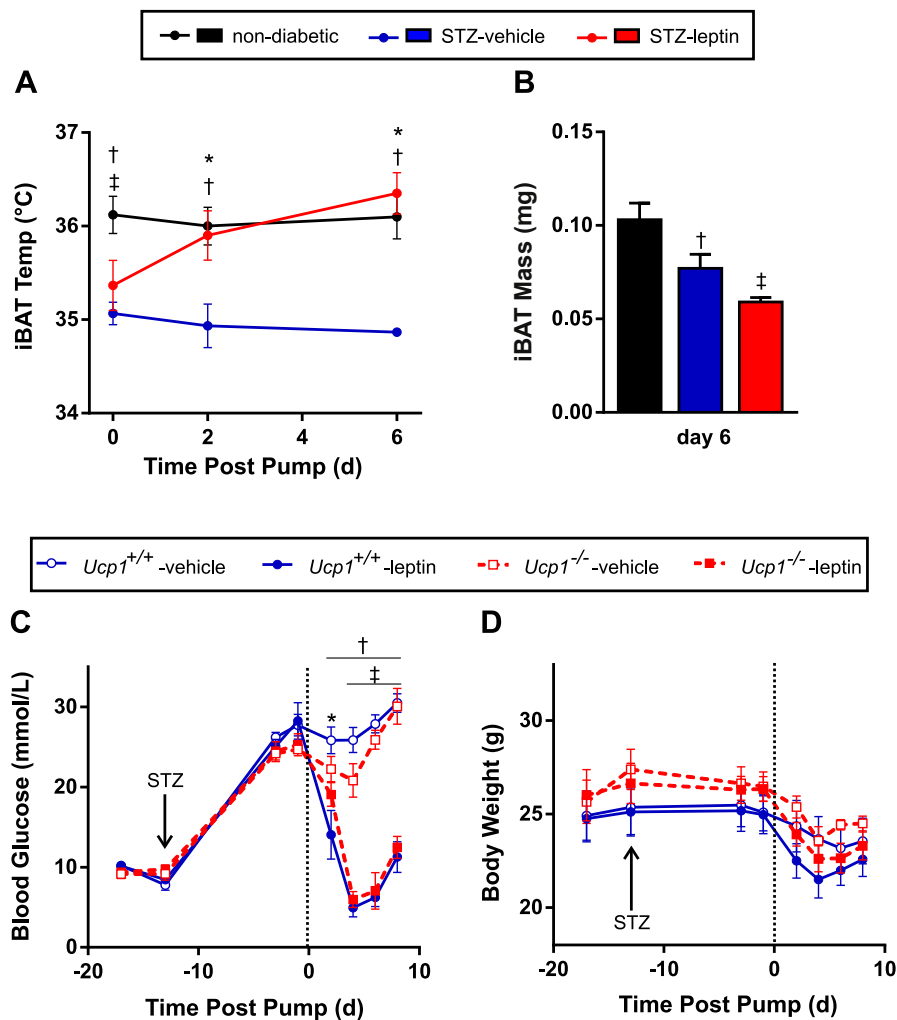 non-diabetic STZ-vehicle STZ-leptin
A
iBAT Temp (°C)
37
36
35
34
† ‡
* †
* †
0 2 4 6
Time Post Pump (d)
B
iBAT Mass (mg)
0.15
0.10
0.05
0.00
†
‡
day 6
Ucp1+/+-vehicle Ucp1+/+-leptin Ucp1-/--vehicle Ucp1-/--leptin
C
Blood Glucose (mmol/L)
30
20
10
0
STZ
†
‡
*
-20 -10 0 10
Time Post Pump (d)
D
Body Weight (g)
30
25
20
STZ
-20 -10 0 10
Time Post Pump (d)